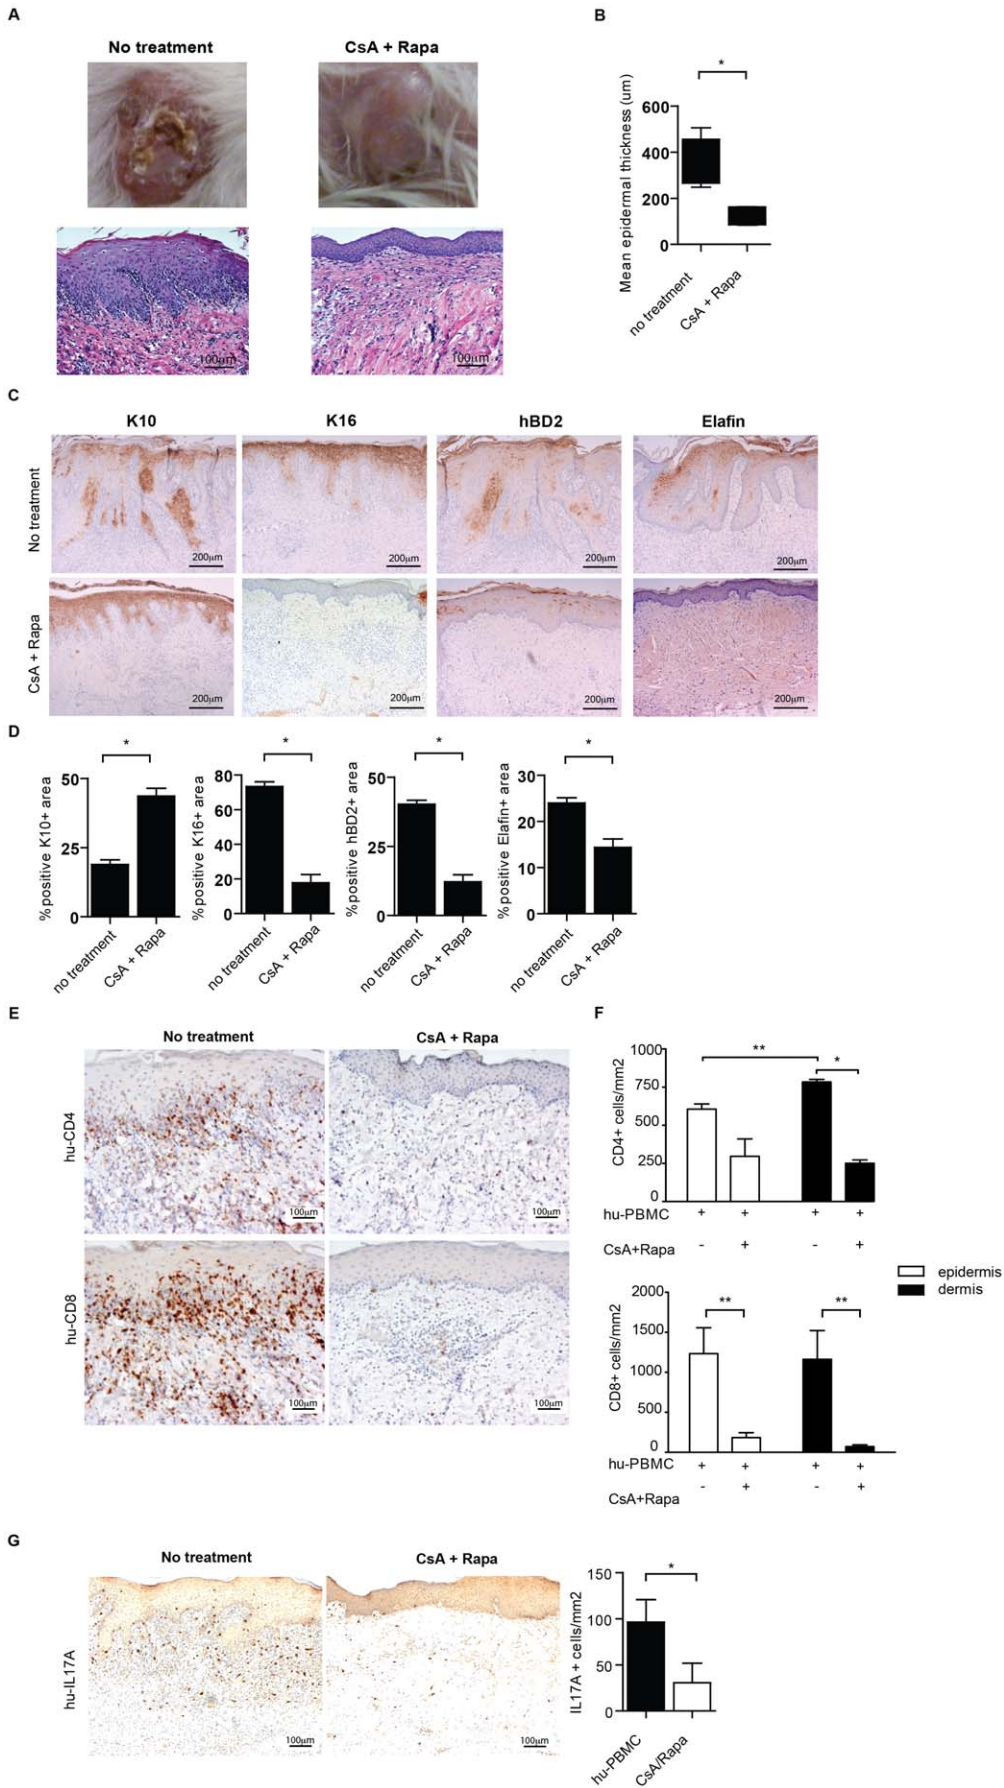 A
No treatment
CsA + Rapa
100μm
100μm
B
*
Mean epidermal thickness (um)
600
400
200
0
no treatment
CsA + Rapa
C
K10
K16
hBD2
Elafin
No treatment
200μm
200μm
200μm
200μm
CsA + Rapa
200μm
200μm
200μm
200μm
D
*
%positive K10+ area
50
25
0
no treatment
CsA + Rapa
*
%positive K16+ area
80
60
40
20
0
no treatment
CsA + Rapa
*
%positive hBD2+ area
50
25
0
no treatment
CsA + Rapa
*
%positive Elafin+ area
30
20
10
0
no treatment
CsA + Rapa
E
No treatment
CsA + Rapa
hu-CD4
100μm
100μm
hu-CD8
100μm
100μm
F
**
*
CD4+ cells/mm2
1000
750
500
250
0
hu-PBMC + + + +
CsA+Rapa - + - +
epidermis
dermis
**
**
CD8+ cells/mm2
2000
1500
1000
500
0
hu-PBMC + + + +
CsA+Rapa - + - +
G
No treatment
CsA + Rapa
hu-IL17A
100μm
100μm
*
IL17A + cells/mm2
150
100
50
0
hu-PBMC
CsA/Rapa